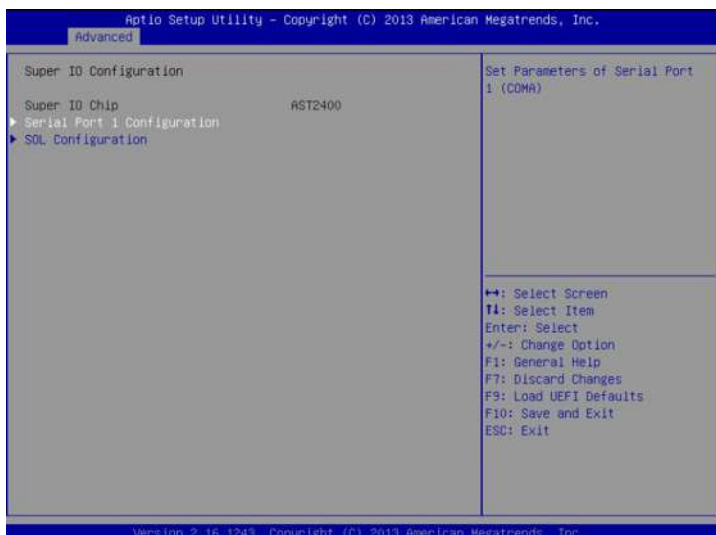 Aptio Setup Utility – Copyright (C) 2013 American Megatrends, Inc.
Advanced
Super IO Configuration
Super IO Chip AST2400
Serial Port 1 Configuration
SOL Configuration
Set Parameters of Serial Port
1 (COMA)
↔: Select Screen
↑↓: Select Item
Enter: Select
+/-: Change Option
F1: General Help
F7: Discard Changes
F9: Load UEFI Defaults
F10: Save and Exit
ESC: Exit
Version 2.16.1243. Copyright (C) 2013 American Megatrends, Inc.